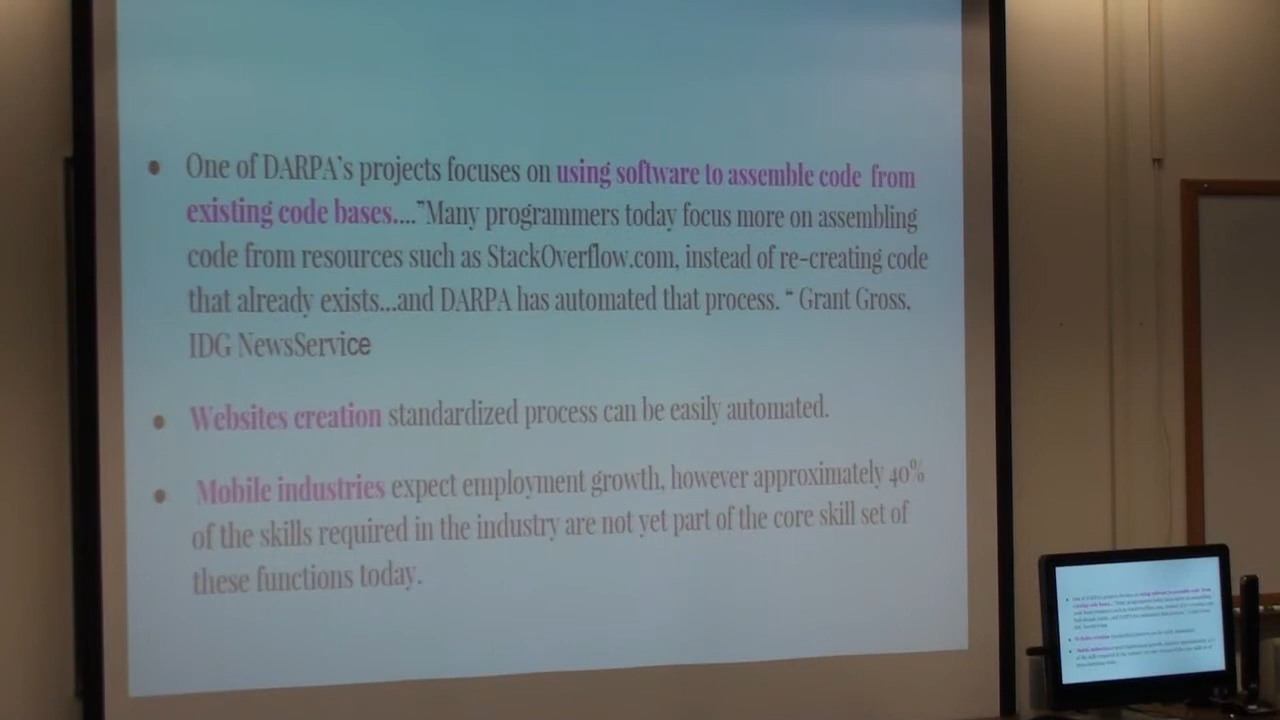 • One of DARPA's projects focuses on using software to assemble code from
existing code bases...."Many programmers today focus more on assembling
code from resources such as StackOverflow.com, instead of re-creating code
that already exists...and DARPA has automated that process. “ Grant Gross,
IDG NewsService
• Websites creation standardized process can be easily automated.
• Mobile industries expect employment growth, however approximately 40%
of the skills required in the industry are not yet part of the core skill set of
these functions today.